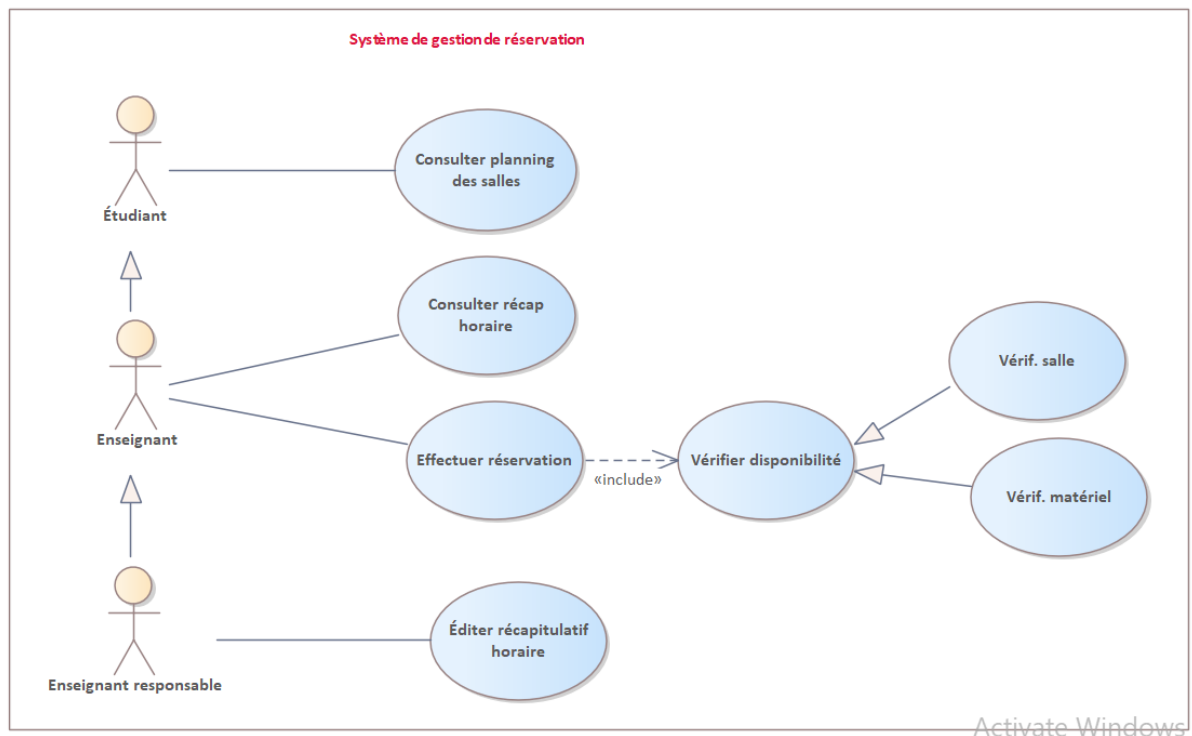 Système de gestion de réservation
Consulter planning
des salles
Étudiant
Consulter récap
horaire
Vérif. salle
Enseignant
Effectuer réservation
«include»
Vérifier disponibilité
Vérif. matériel
Éditer récapitulatif
horaire
Enseignant responsable
Activate Windows